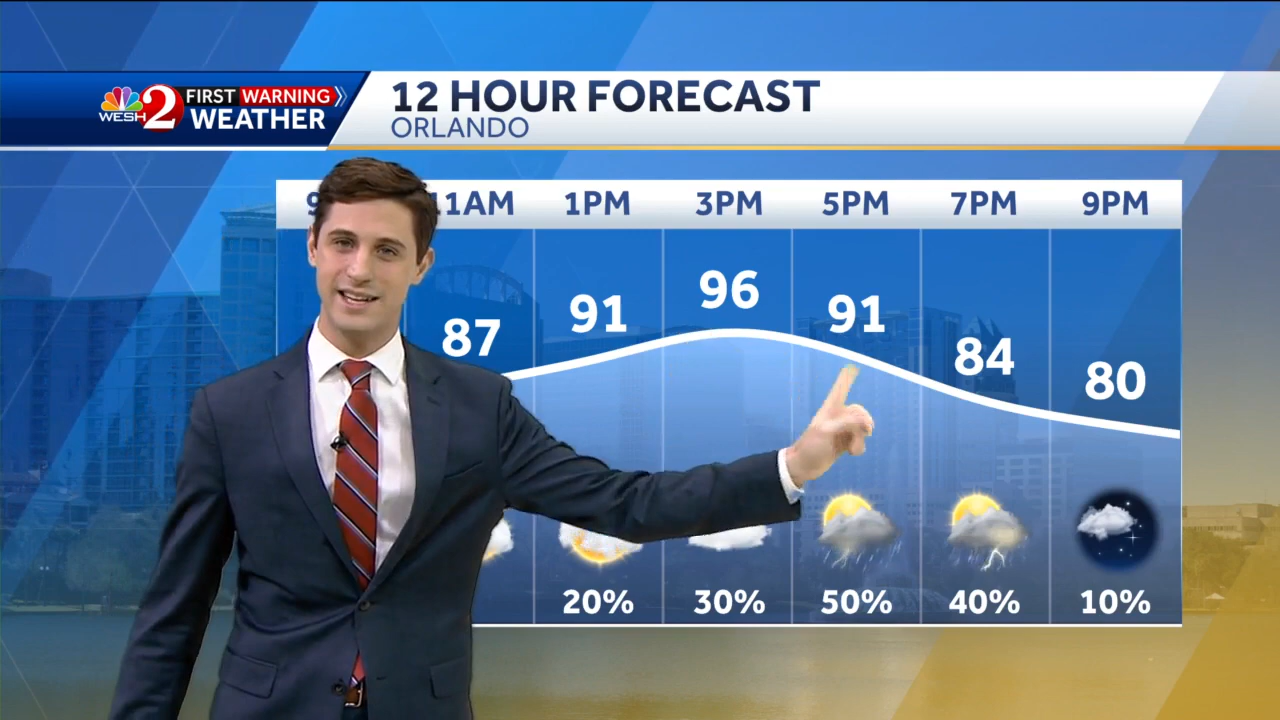 WESH 2 FIRST WARNING
WEATHER
12 HOUR FORECAST
ORLANDO
11AM 1PM 3PM 5PM 7PM 9PM
87 91 96 91 84 80
20% 30% 50% 40% 10%